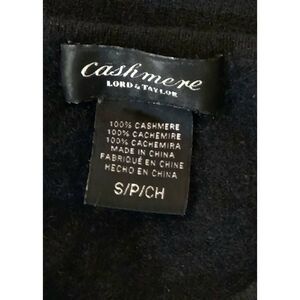 Cashmere
LORD & TAYLOR
100% CASHMERE
100% CACHEMIRE
100% CACHEMIRA
MADE IN CHINA
FABRIQUÉ EN CHINE
HECHO EN CHINA
S/P/CH